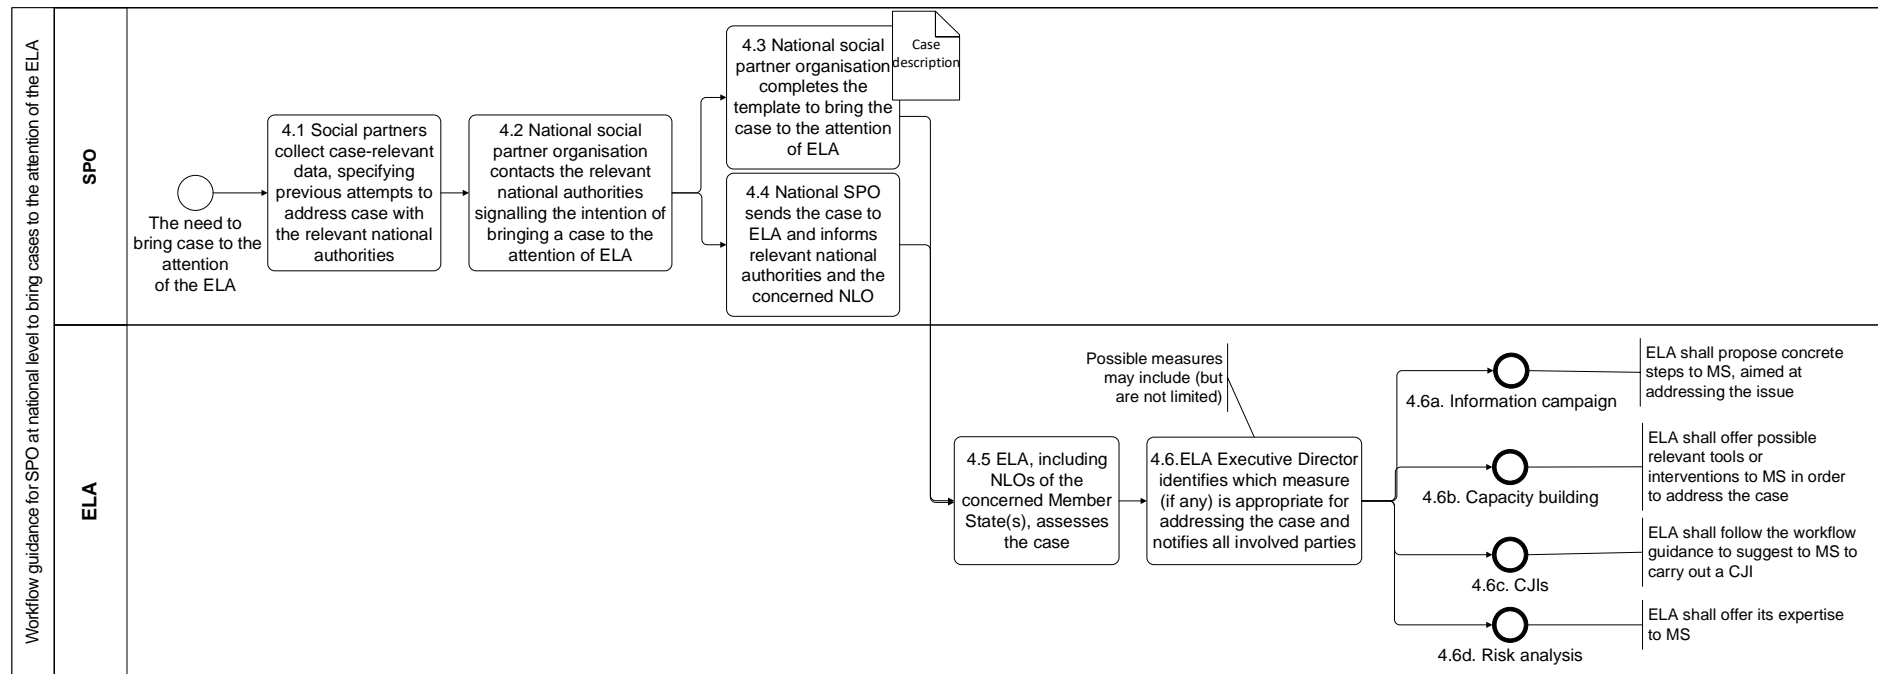 Workflow guidance for SPO at national level to bring cases to the attention of the ELA
SPO
The need to
bring case to the
attention
of the ELA
4.1 Social partners
collect case-relevant
data, specifying
previous attempts to
address case with
the relevant national
authorities
4.2 National social
partner organisation
contacts the relevant
national authorities
signalling the intention of
bringing a case to the
attention of ELA
4.3 National social
partner organisation
completes the
template to bring the
case to the attention
of ELA
Case
description
4.4 National SPO
sends the case to
ELA and informs
relevant national
authorities and the
concerned NLO
ELA
4.5 ELA, including
NLOs of the
concerned Member
State(s), assesses
the case
Possible measures
may include (but
are not limited)
4.6.ELA Executive Director
identifies which measure
(if any) is appropriate for
addressing the case and
notifies all involved parties
4.6a. Information campaign
ELA shall propose concrete
steps to MS, aimed at
addressing the issue
4.6b. Capacity building
ELA shall offer possible
relevant tools or
interventions to MS in order
to address the case
4.6c. CJIs
ELA shall follow the workflow
guidance to suggest to MS to
carry out a CJI
4.6d. Risk analysis
ELA shall offer its expertise
to MS